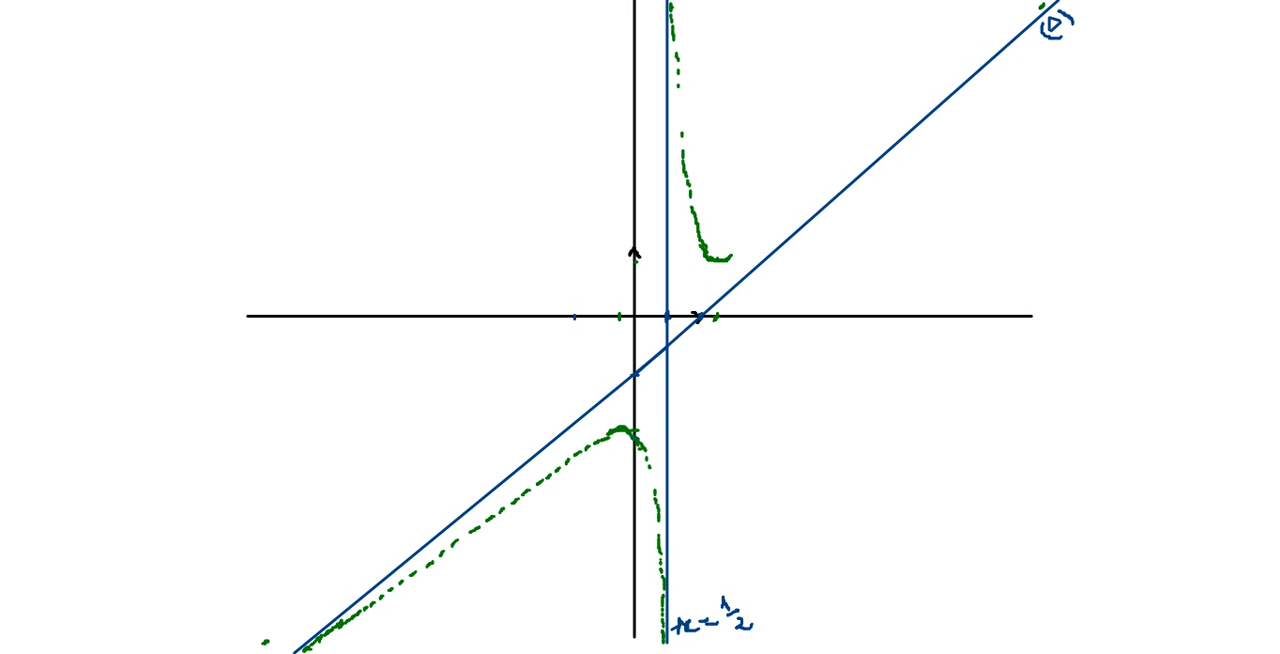 (Δ)
x = 1/2